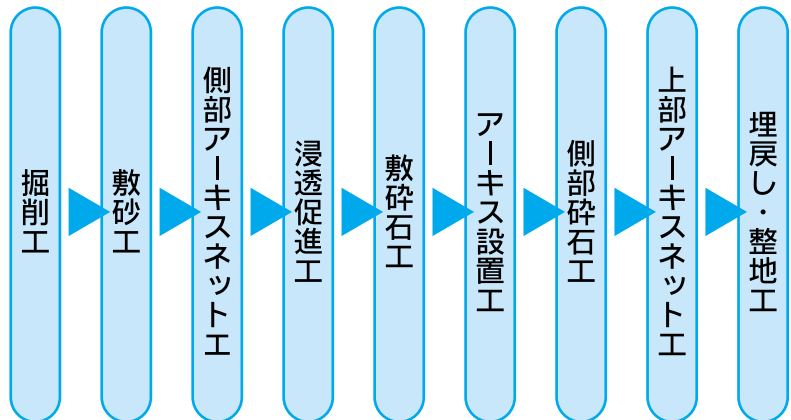 掘削工
敷砂工
側部アーキスネット工
浸透促進工
敷砕石工
アーキス設置工
側部砕石工
上部アーキスネット工
埋戻し・整地工